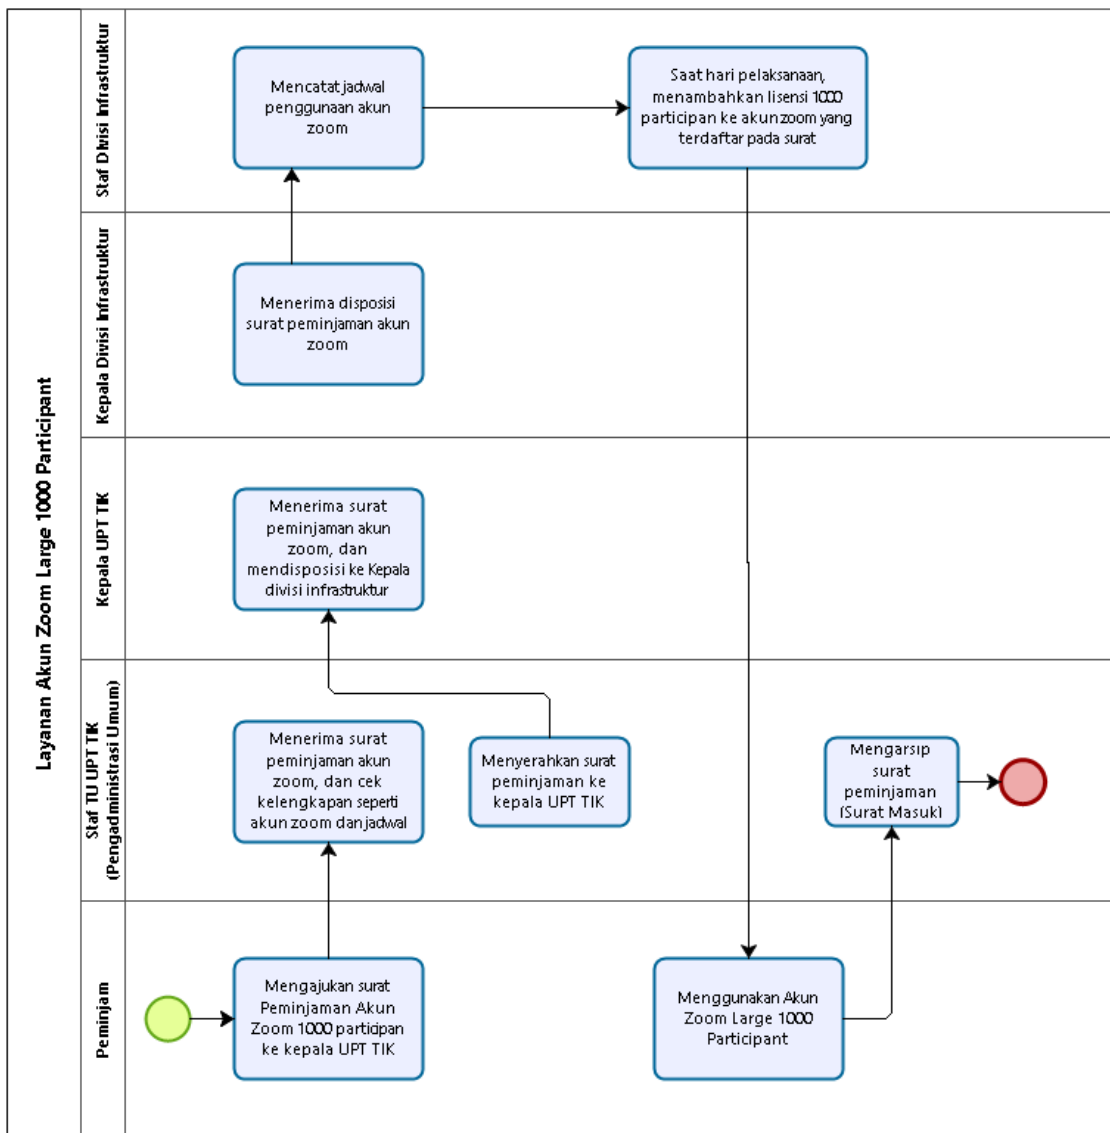 Layanan Akun Zoom Large 1000 Participant
Staf Divisi Infrastruktur
Mencatat jadwal
penggunaan akun
zoom
Saat hari pelaksanaan,
menambahkan lisensi 1000
participan ke akun zoom yang
terdaftar pada surat
Kepala Divisi Infrastruktur
Menerima disposisi
surat peminjaman akun
zoom
Kepala UPT TIK
Menerima surat
peminjaman akun
zoom, dan
mendisposisi ke Kepala
divisi infrastruktur
Staf TU UPT TIK
(Pengadministrasi Umum)
Menerima surat
peminjaman akun
zoom, dan cek
kelengkapan seperti
akun zoom dan jadwal
Menyerahkan surat
peminjaman ke
kepala UPT TIK
Mengarsip
surat
peminjaman
(Surat Masuk)
Peminjam
Mengajukan surat
Peminjaman Akun
Zoom 1000 participan
ke kepala UPT TIK
Menggunakan Akun
Zoom Large 1000
Participant